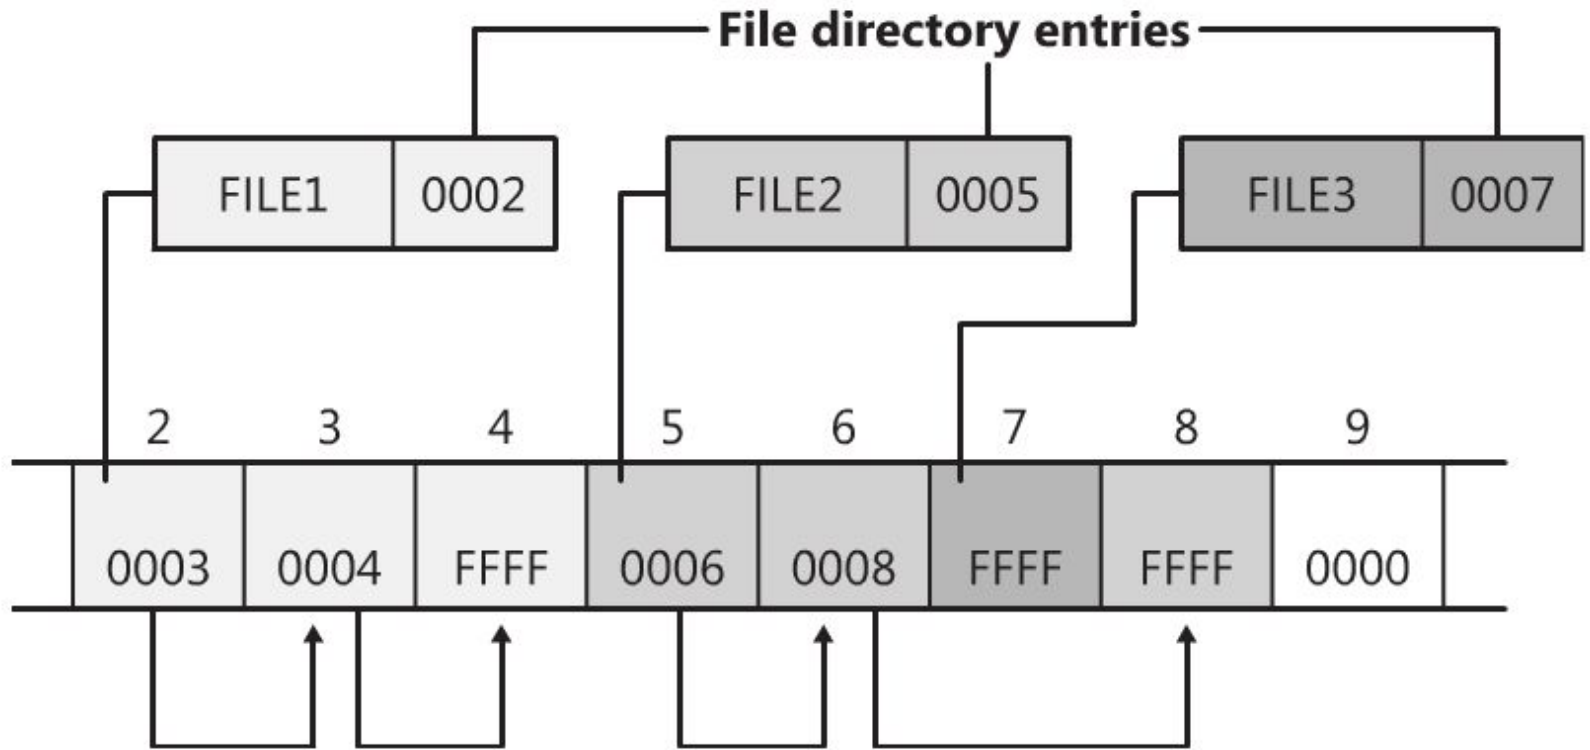 File directory entries
FILE1 0002 FILE2 0005 FILE3 0007
2 3 4 5 6 7 8 9
0003 0004 FFFF 0006 0008 FFFF FFFF 0000